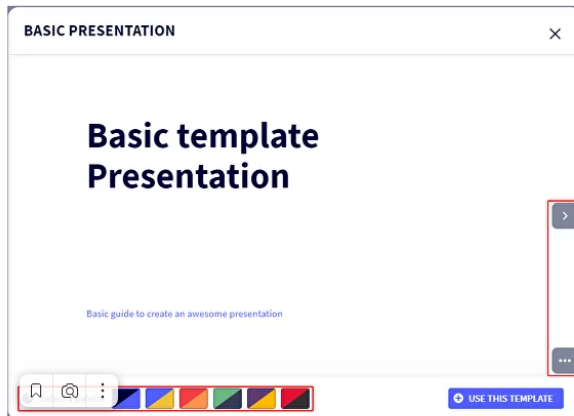 BASIC PRESENTATION
Basic template
Presentation
Basic guide to create an awesome presentation
USE THIS TEMPLATE